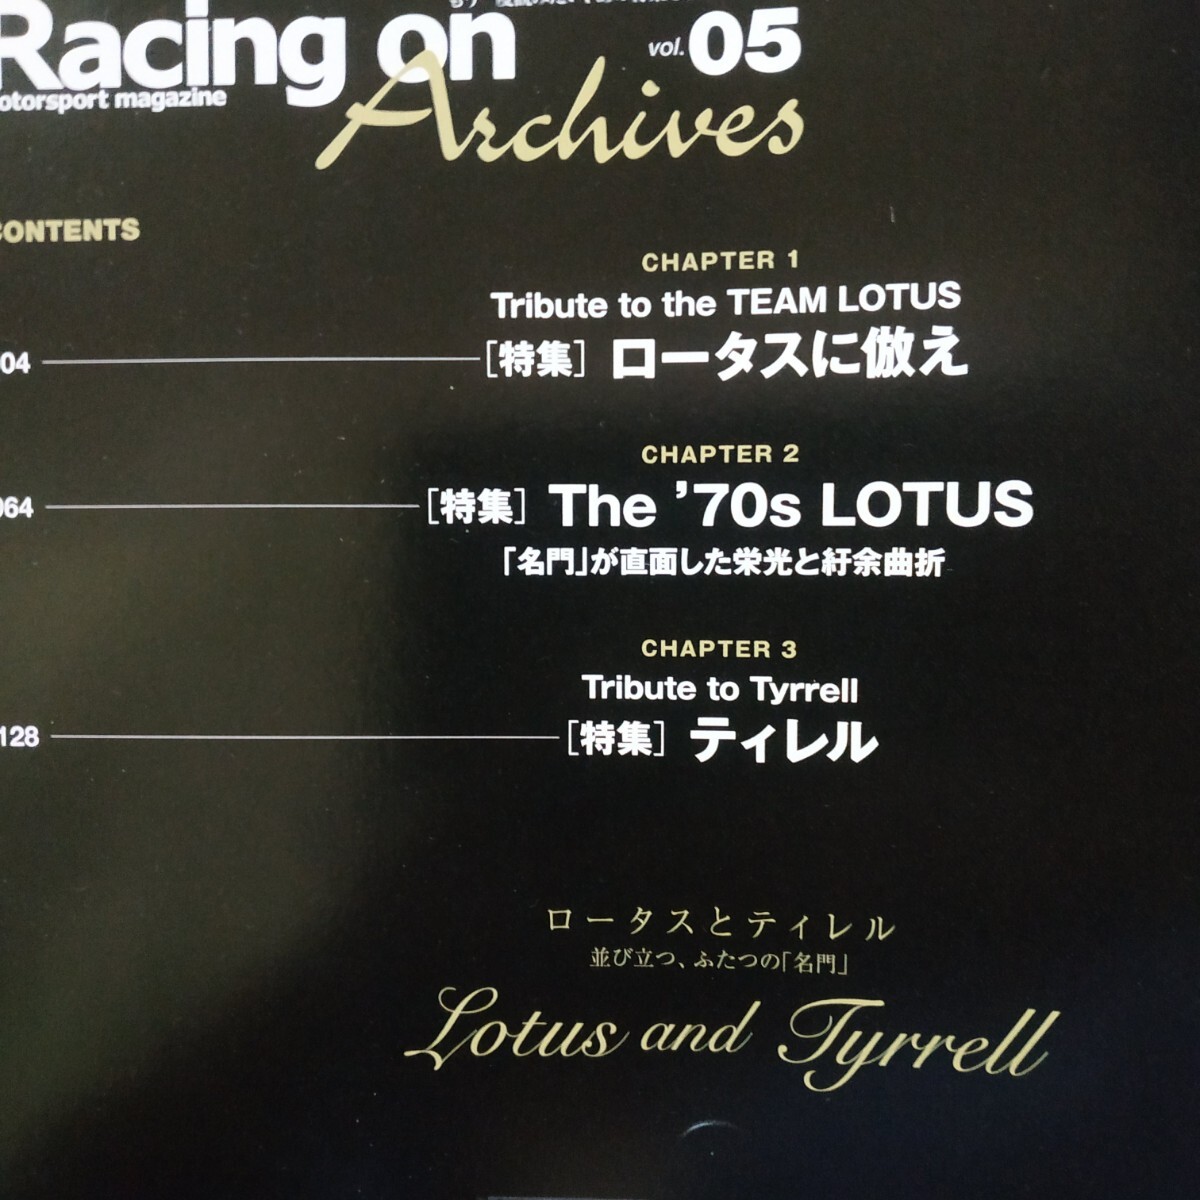 Racing on
vol. 05
otorsport magazine
Archives
CONTENTS
CHAPTER 1
Tribute to the TEAM LOTUS
04 [特集] ロータスに倣え
CHAPTER 2
064 [特集] The ’70s LOTUS
「名門」が直面した栄光と紆余曲折
CHAPTER 3
Tribute to Tyrrell
128 [特集] ティレル
ロータスとティレル
並び立つ、ふたつの「名門」
Lotus and Tyrrell